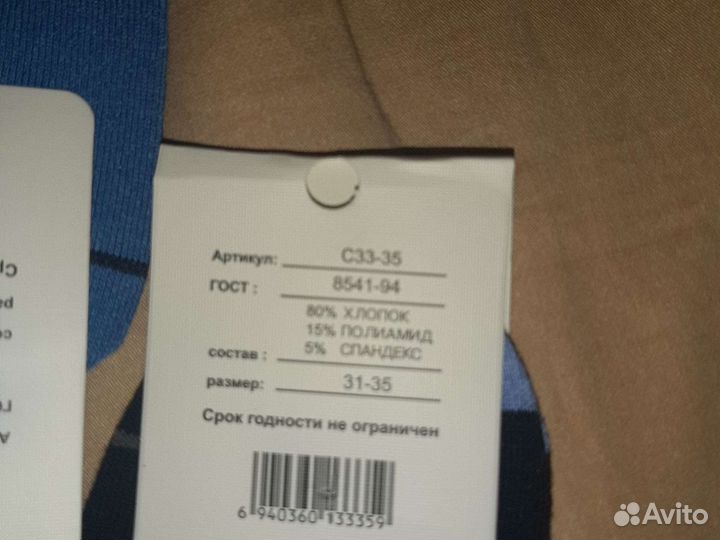 Артикул: С33-35
ГОСТ : 8541-94
80% ХЛОПОК
15% ПОЛИАМИД
состав : 5% СПАНДЕКС
размер: 31-35
Срок годности не ограничен
6 940360 133359
Avito